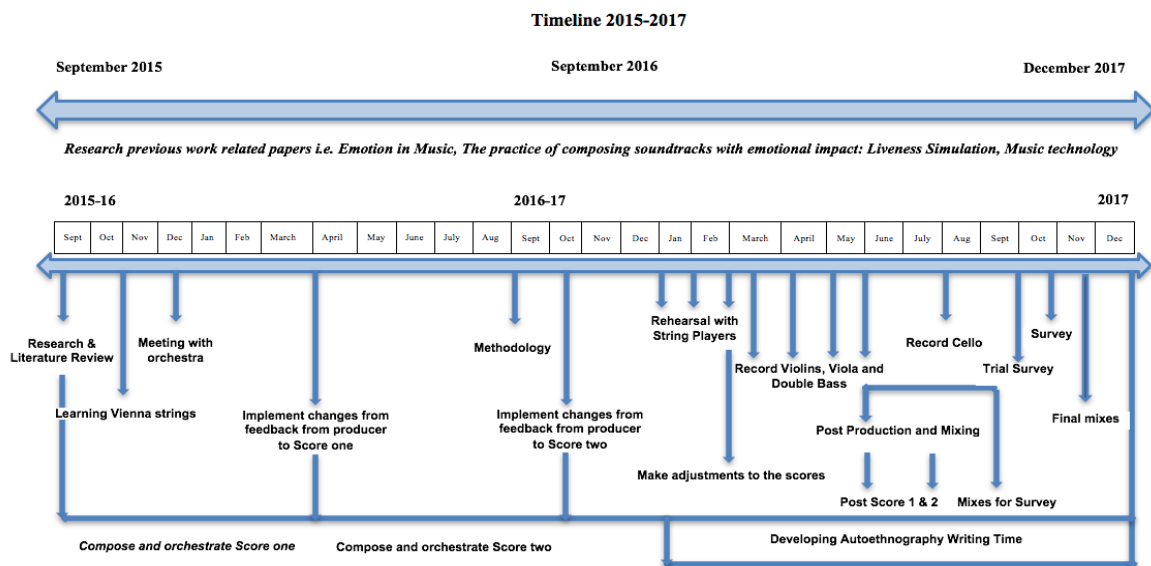 Timeline 2015-2017
September 2015
September 2016
December 2017
Research previous work related papers i.e. Emotion in Music, The practice of composing soundtracks with emotional impact: Liveness Simulation, Music technology
2015-16
2016-17
2017
Sept Oct Nov Dec Jan Feb March April May June July Aug Sept Oct Nov Dec Jan Feb March April May June July Aug Sept Oct Nov Dec
Research &
Literature Review
Meeting with
orchestra
Learning Vienna strings
Implement changes from
feedback from producer
to Score one
Methodology
Implement changes from
feedback from producer
to Score two
Rehearsal with
String Players
Record Violins, Viola and
Double Bass
Record Cello
Trial Survey
Survey
Final mixes
Post Production and Mixing
Make adjustments to the scores
Post Score 1 & 2
Mixes for Survey
Compose and orchestrate Score one
Compose and orchestrate Score two
Developing Autoethnography Writing Time